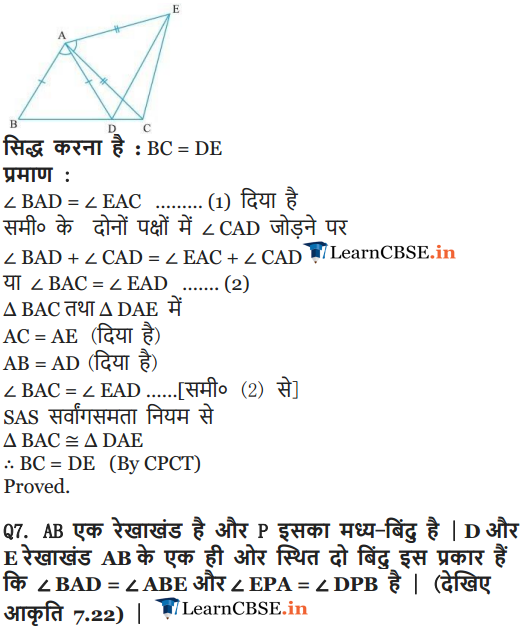 E
A
B
D
C
सिद्ध करना है : BC = DE
प्रमाण :
∠ BAD = ∠ EAC ......... (1) दिया है
समी० के दोनों पक्षों में ∠ CAD जोड़ने पर
∠ BAD + ∠ CAD = ∠ EAC + ∠ CAD LearnCBSE.in
या ∠ BAC = ∠ EAD ....... (2)
Δ BAC तथा Δ DAE में
AC = AE (दिया है)
AB = AD (दिया है)
∠ BAC = ∠ EAD ......[समी० (2) से]
SAS सर्वांगसमता नियम से
Δ BAC ≅ Δ DAE
∴ BC = DE (By CPCT)
Proved.
Q7. AB एक रेखाखंड है और P इसका मध्य-बिंदु है | D और
E रेखाखंड AB के एक ही ओर स्थित दो बिंदु इस प्रकार हैं
कि ∠ BAD = ∠ ABE और ∠ EPA = ∠ DPB है | (देखिए
आकृति 7.22) | LearnCBSE.in